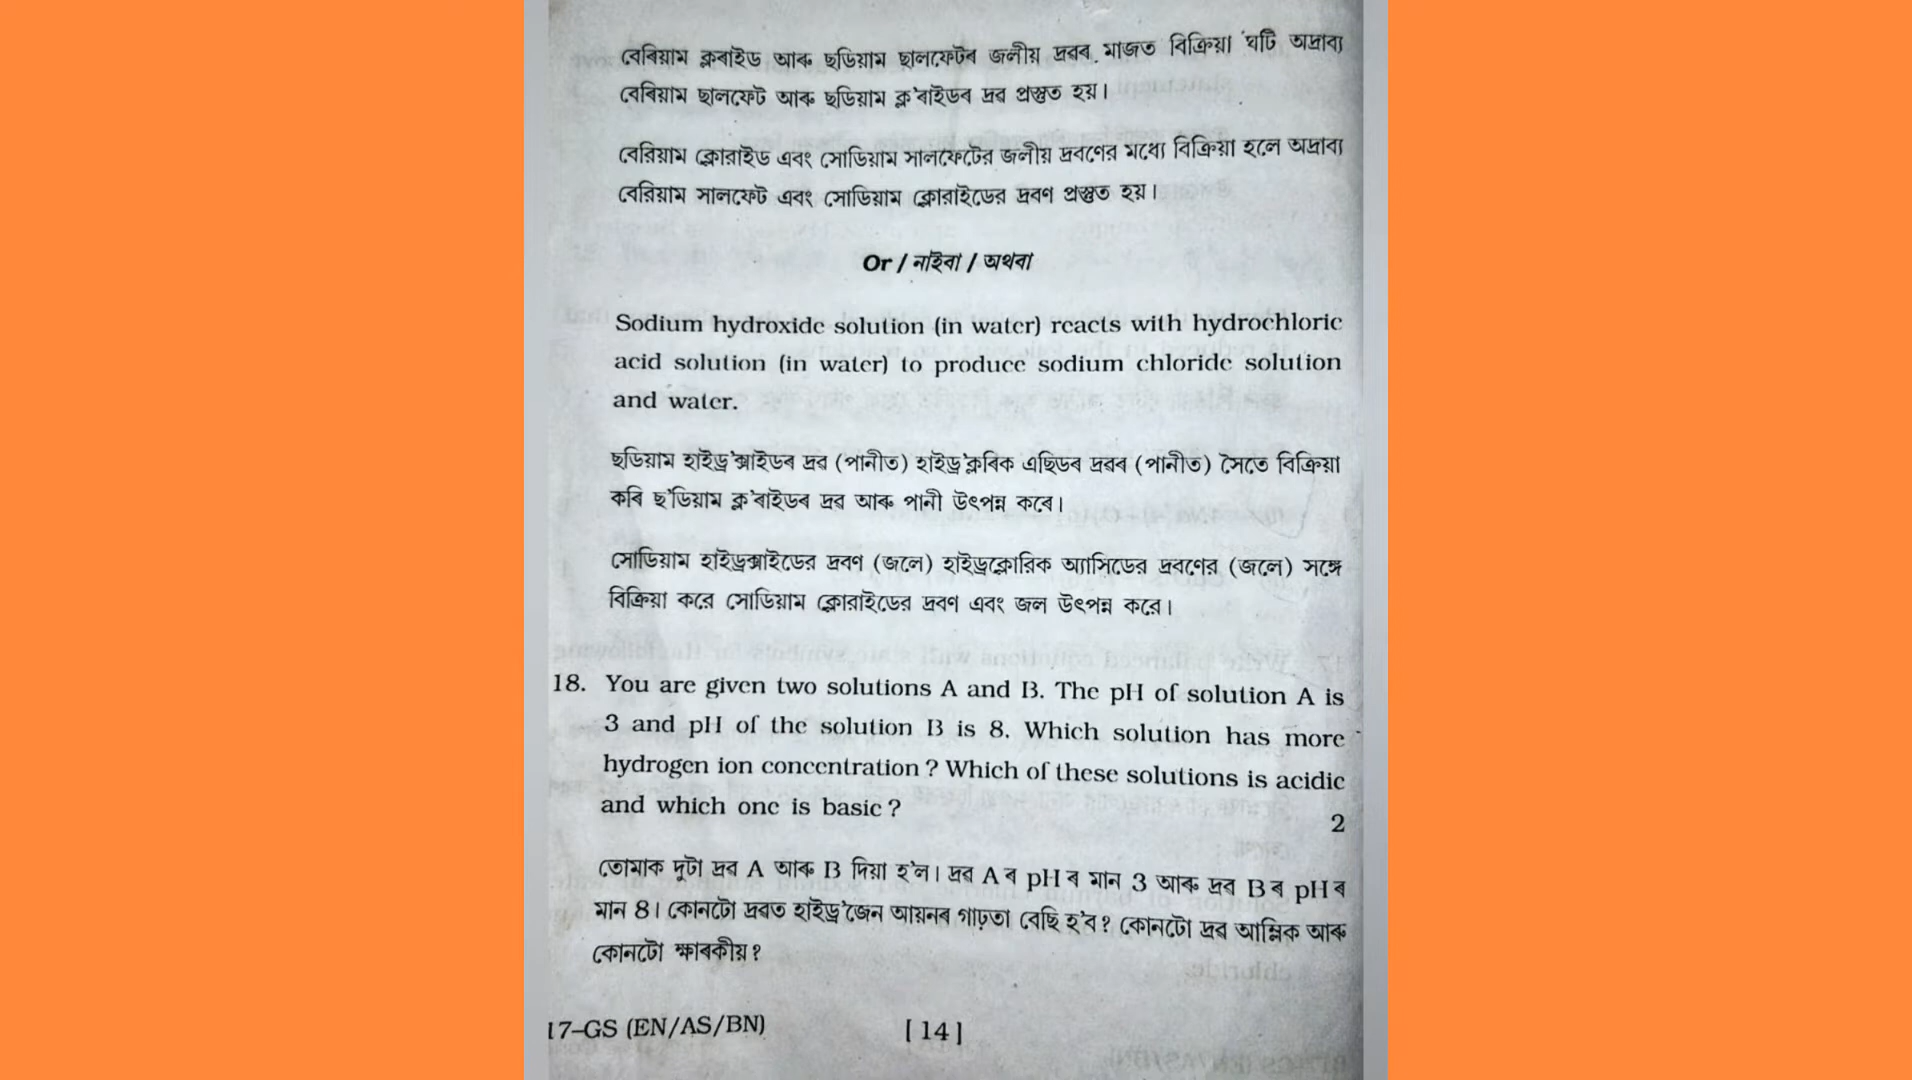 বেৰিয়াম ক্লৰাইড আৰু ছডিয়াম ছালফেটৰ জলীয় দ্ৰৱৰ মাজত বিক্ৰিয়া ঘটি অদ্ৰাব্য
বেৰিয়াম ছালফেট আৰু ছডিয়াম ক্ল'ৰাইডৰ দ্ৰৱ প্ৰস্তুত হয়।
বেরিয়াম ক্লোরাইড এবং সোডিয়াম সালফেটের জলীয় দ্রবণের মধ্যে বিক্রিয়া হলে অদ্রাব্য
বেরিয়াম সালফেট এবং সোডিয়াম ক্লোরাইডের দ্রবণ প্রস্তুত হয়।
Or / নাইবা / অথবা
Sodium hydroxide solution (in water) reacts with hydrochloric
acid solution (in water) to produce sodium chloride solution
and water.
ছডিয়াম হাইড্ৰ'ক্সাইডৰ দ্ৰৱ (পানীত) হাইড্ৰ'ক্লৰিক এছিডৰ দ্ৰৱৰ (পানীত) সৈতে বিক্ৰিয়া
কৰি ছ'ডিয়াম ক্ল'ৰাইডৰ দ্ৰৱ আৰু পানী উৎপন্ন কৰে।
সোডিয়াম হাইড্রক্সাইডের দ্রবণ (জলে) হাইড্রক্লোরিক অ্যাসিডের দ্রবণের (জলে) সঙ্গে
বিক্রিয়া করে সোডিয়াম ক্লোরাইডের দ্রবণ এবং জল উৎপন্ন করে।
18. You are given two solutions A and B. The pH of solution A is
3 and pH of the solution B is 8. Which solution has more
hydrogen ion concentration ? Which of these solutions is acidic
and which one is basic ?
2
তোমাক দুটা দ্ৰৱ A আৰু B দিয়া হ'ল। দ্ৰৱ A ৰ pH ৰ মান 3 আৰু দ্ৰৱ B ৰ pH ৰ
মান 8। কোনটো দ্ৰৱত হাইড্ৰ'জেন আয়নৰ গাঢ়তা বেছি হ'ব? কোনটো দ্ৰৱ আম্লিক আৰু
কোনটো ক্ষাৰকীয়?
17–GS (EN/AS/BN)
[ 14 ]